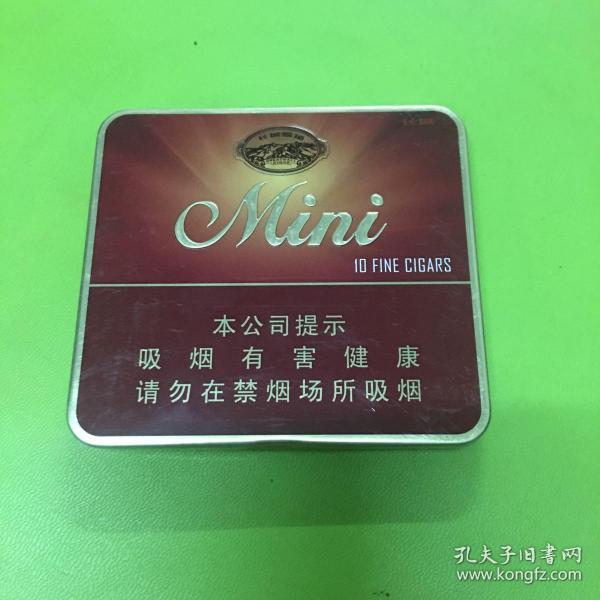 Mini
10 FINE CIGARS
本公司提示
吸烟有害健康
请勿在禁烟场所吸烟
孔夫子旧書网
www.kongfz.com